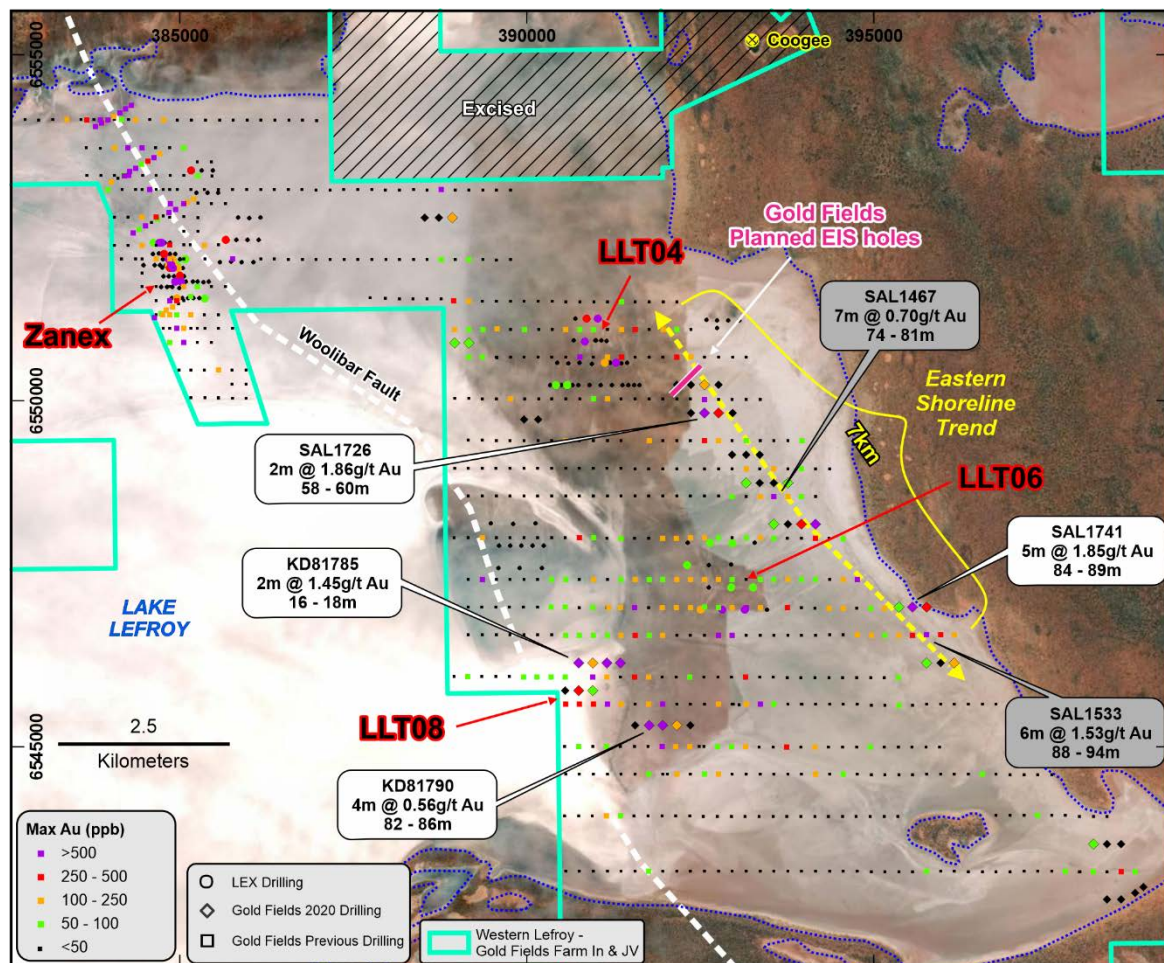 385000
390000
395000
6555000
6550000
6545000
Coogee
Excised
Gold Fields
Planned EIS holes
LLT04
SAL1467
7m @ 0.70g/t Au
74 - 81m
Zanex
Woolibar Fault
Eastern
Shoreline
Trend
7km
SAL1726
2m @ 1.86g/t Au
58 - 60m
LLT06
KD81785
2m @ 1.45g/t Au
16 - 18m
SAL1741
5m @ 1.85g/t Au
84 - 89m
LAKE
LEFROY
LLT08
SAL1533
6m @ 1.53g/t Au
88 - 94m
2.5
Kilometers
KD81790
4m @ 0.56g/t Au
82 - 86m
Max Au (ppb)
>500
250 - 500
100 - 250
50 - 100
<50
LEX Drilling
Gold Fields 2020 Drilling
Gold Fields Previous Drilling
Western Lefroy -
Gold Fields Farm In & JV